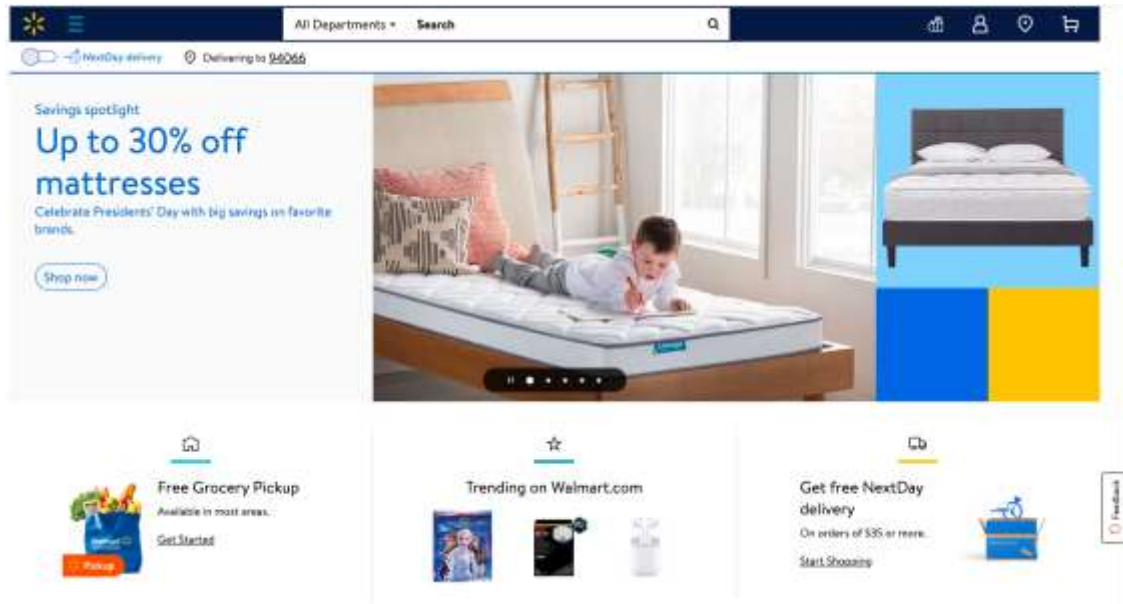 All Departments Search
NextDay delivery Delivering to 94066
Savings spotlight
Up to 30% off
mattresses
Celebrate Presidents' Day with big savings on favorite
brands.
Shop now
Free Grocery Pickup
Available in most areas.
Get Started
Pickup
Trending on Walmart.com
Get free NextDay
delivery
On orders of $35 or more.
Start Shopping
Feedback